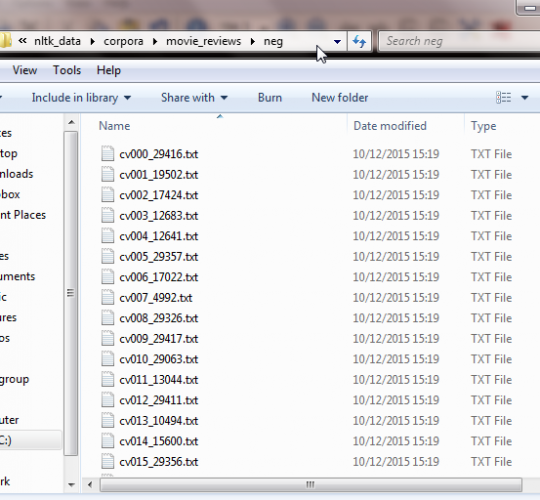 « nltk_data corpora movie_reviews neg Search neg
View Tools Help
Include in library Share with Burn New folder
Name Date modified Type
cv000_29416.txt 10/12/2015 15:19 TXT File
cv001_19502.txt 10/12/2015 15:19 TXT File
cv002_17424.txt 10/12/2015 15:19 TXT File
cv003_12683.txt 10/12/2015 15:19 TXT File
cv004_12641.txt 10/12/2015 15:19 TXT File
cv005_29357.txt 10/12/2015 15:19 TXT File
cv006_17022.txt 10/12/2015 15:19 TXT File
cv007_4992.txt 10/12/2015 15:19 TXT File
cv008_29326.txt 10/12/2015 15:19 TXT File
cv009_29417.txt 10/12/2015 15:19 TXT File
cv010_29063.txt 10/12/2015 15:19 TXT File
cv011_13044.txt 10/12/2015 15:19 TXT File
cv012_29411.txt 10/12/2015 15:19 TXT File
cv013_10494.txt 10/12/2015 15:19 TXT File
cv014_15600.txt 10/12/2015 15:19 TXT File
cv015_29356.txt 10/12/2015 15:19 TXT File
ces
top
nloads
box
nt Places
es
uments
ic
ures
os
group
uter
C:)
rk